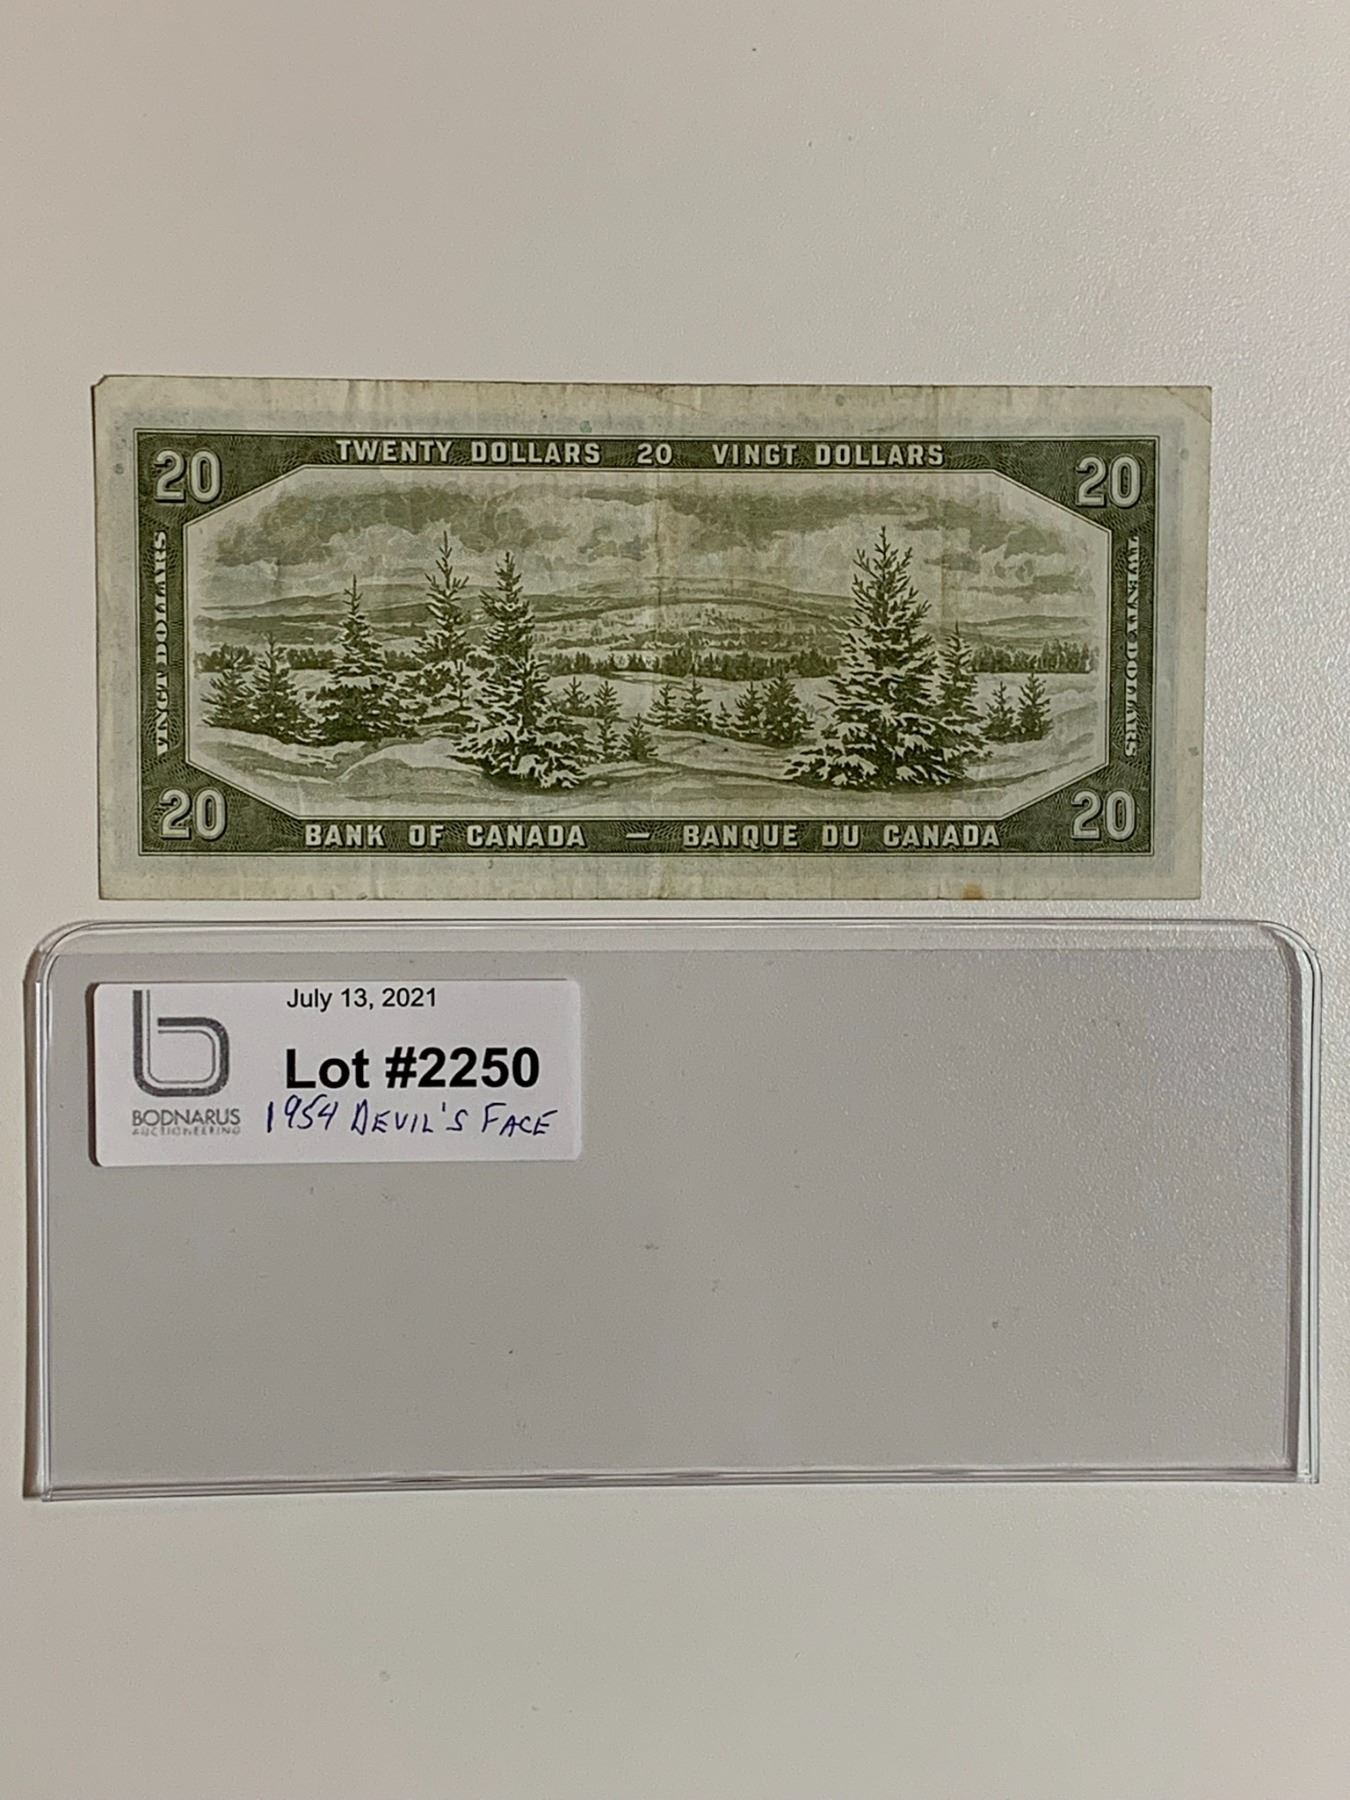 TWENTY DOLLARS 20 VINGT DOLLARS
20
20
VINGT DOLLARS
TWENTY DOLLARS
20
20
BANK OF CANADA — BANQUE DU CANADA
July 13, 2021
Lot #2250
BODNARUS
AUCTIONEERING
1954 DEVIL'S FACE